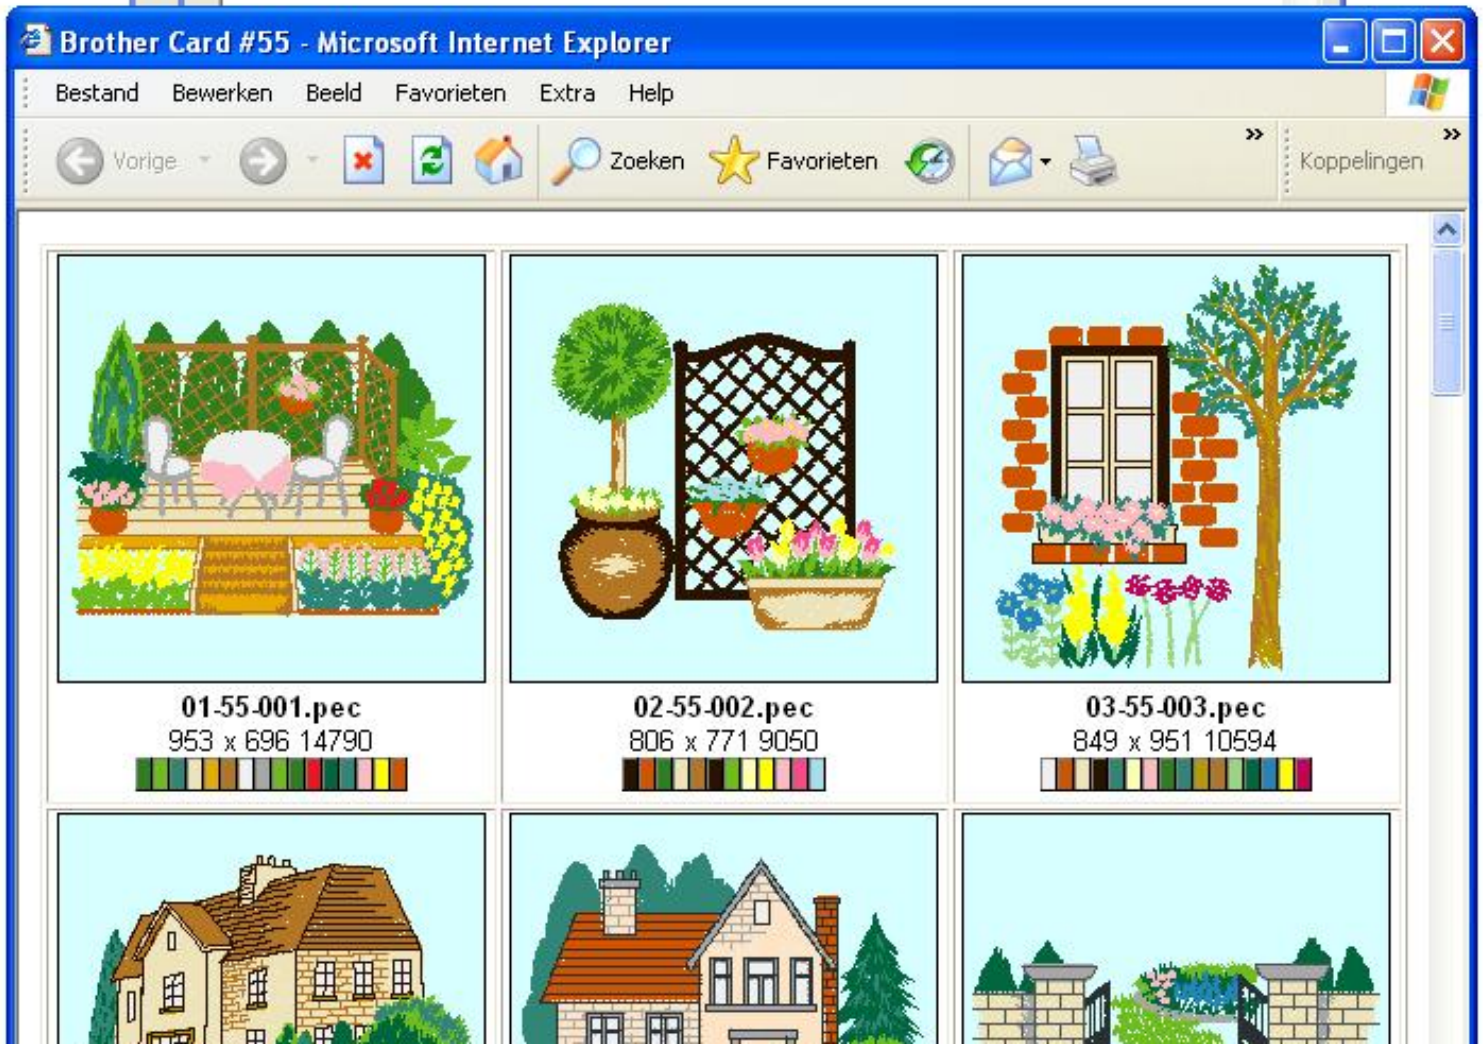 Brother Card #55 - Microsoft Internet Explorer
Bestand Bewerken Beeld Favorieten Extra Help
Vorige Zoeken Favorieten » Koppelingen »
01-55-001.pec 02-55-002.pec 03-55-003.pec
953 x 696 14790 806 x 771 9050 849 x 951 10594